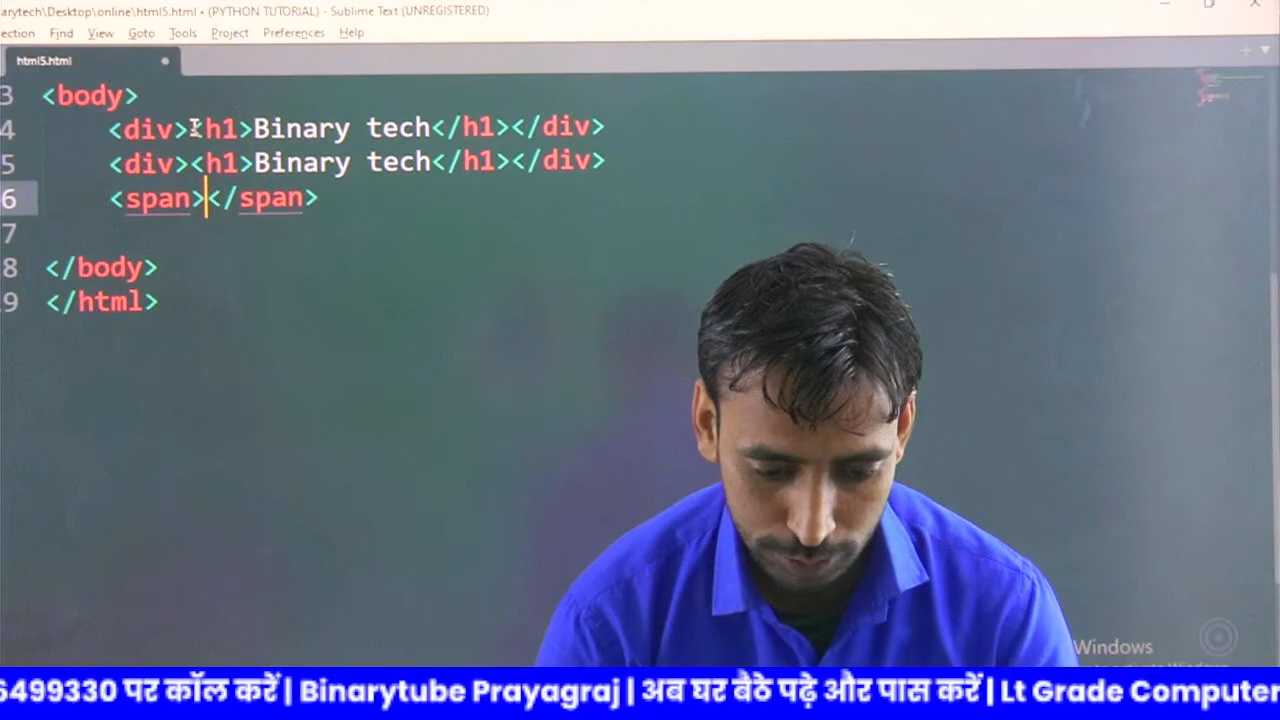 arytech\Desktop\online\html5.html • (PYTHON TUTORIAL) - Sublime Text (UNREGISTERED)
ection Find View Goto Tools Project Preferences Help
html5.html
3 <body>
4 <div><h1>Binary tech</h1></div>
5 <div><h1>Binary tech</h1></div>
6 <span></span>
7
8 </body>
9 </html>
Windows
6499330 पर कॉल करें | Binarytube Prayagraj | अब घर बैठे पढ़े और पास करें | Lt Grade Computer